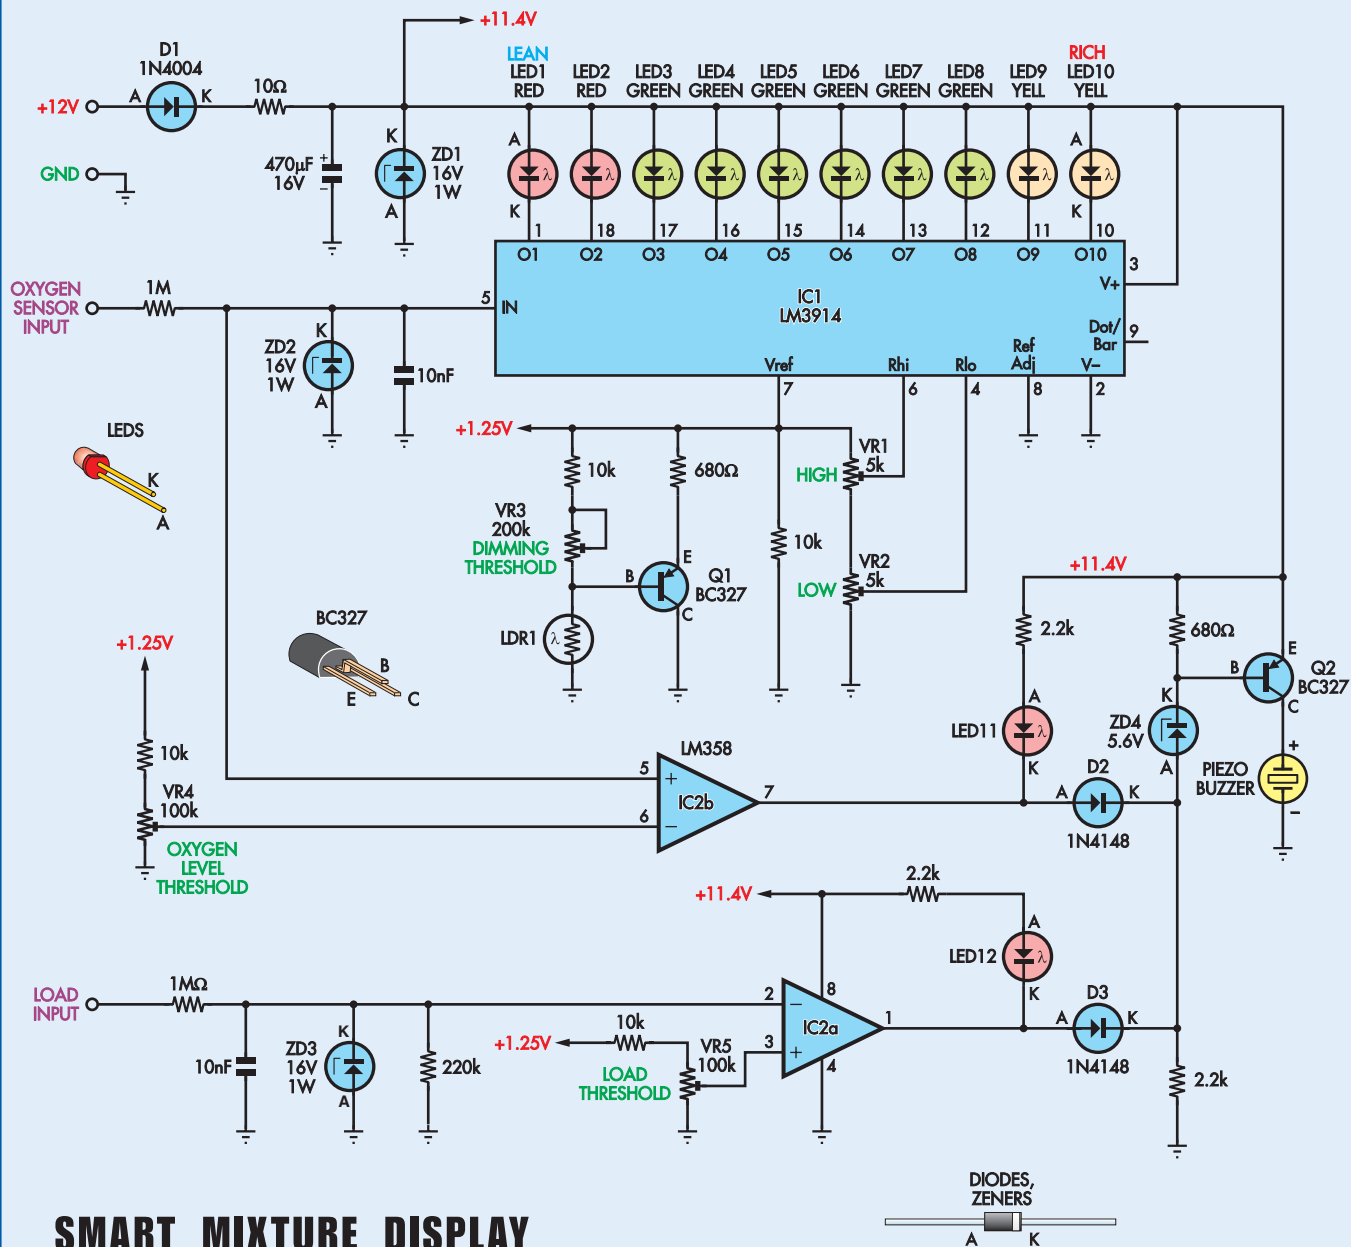 +11.4V
D1
1N4004
A K
10Ω
+12V
GND
470µF
16V
+
–
K
A
ZD1
16V
1W
LEAN
RICH
LED1 LED2 LED3 LED4 LED5 LED6 LED7 LED8 LED9 LED10
RED RED GREEN GREEN GREEN GREEN GREEN GREEN YELL YELL
A A
λ λ λ λ λ λ λ λ λ λ
K K
1 18 17 16 15 14 13 12 11 10
O1 O2 O3 O4 O5 O6 O7 O8 O9 O10
3
V+
OXYGEN
SENSOR
INPUT
1M
5
IN
IC1
LM3914
Dot/
Bar
9
Vref
Rhi
Rlo
Ref
Adj
V–
7 6 4 8 2
K
ZD2
16V
1W
A
10nF
LEDS
K
A
+1.25V
10k
680Ω
VR1
5k
HIGH
VR3
200k
DIMMING
THRESHOLD
10k
E
B
Q1
BC327
C
VR2
5k
LOW
LDR1
λ
BC327
B
E C
+11.4V
2.2k
680Ω
E
B
Q2
BC327
C
+1.25V
10k
VR4
100k
OXYGEN
LEVEL
THRESHOLD
LM358
5
+
IC2b
6
–
7
A
LED11
λ
K
K
ZD4
5.6V
A
D2
A K
1N4148
PIEZO
BUZZER
+
–
+11.4V
2.2k
A
LED12
λ
K
LOAD
INPUT
1MΩ
2
–
8
IC2a
1
3
+
4
D3
A K
1N4148
10nF
K
ZD3
16V
1W
A
220k
+1.25V
10k
VR5
100k
LOAD
THRESHOLD
2.2k
DIODES,
ZENERS
A K
SMART MIXTURE DISPLAY